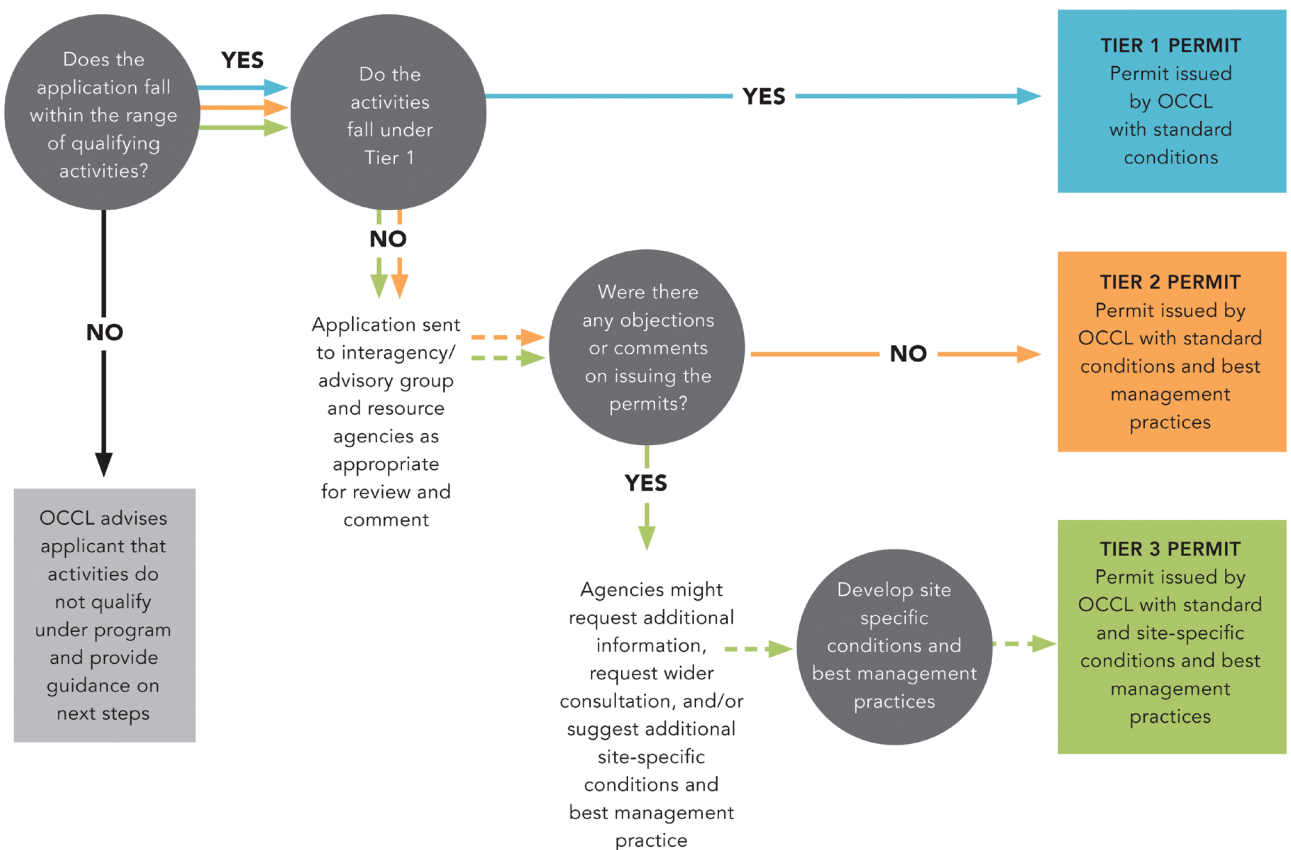 Does the
application fall
within the range
of qualifying
activities?
YES
Do the
activities
fall under
Tier 1
YES
TIER 1 PERMIT
Permit issued
by OCCL
with standard
conditions
NO
OCCL advises
applicant that
activities do
not qualify
under program
and provide
guidance on
next steps
NO
Application sent
to interagency/
advisory group
and resource
agencies as
appropriate
for review and
comment
Were there
any objections
or comments
on issuing the
permits?
NO
TIER 2 PERMIT
Permit issued by
OCCL with standard
conditions and best
management
practices
YES
Agencies might
request additional
information,
request wider
consultation, and/or
suggest additional
site-specific
conditions and
best management
practice
Develop site
specific
conditions and
best management
practices
TIER 3 PERMIT
Permit issued by
OCCL with standard
and site-specific
conditions and best
management
practices